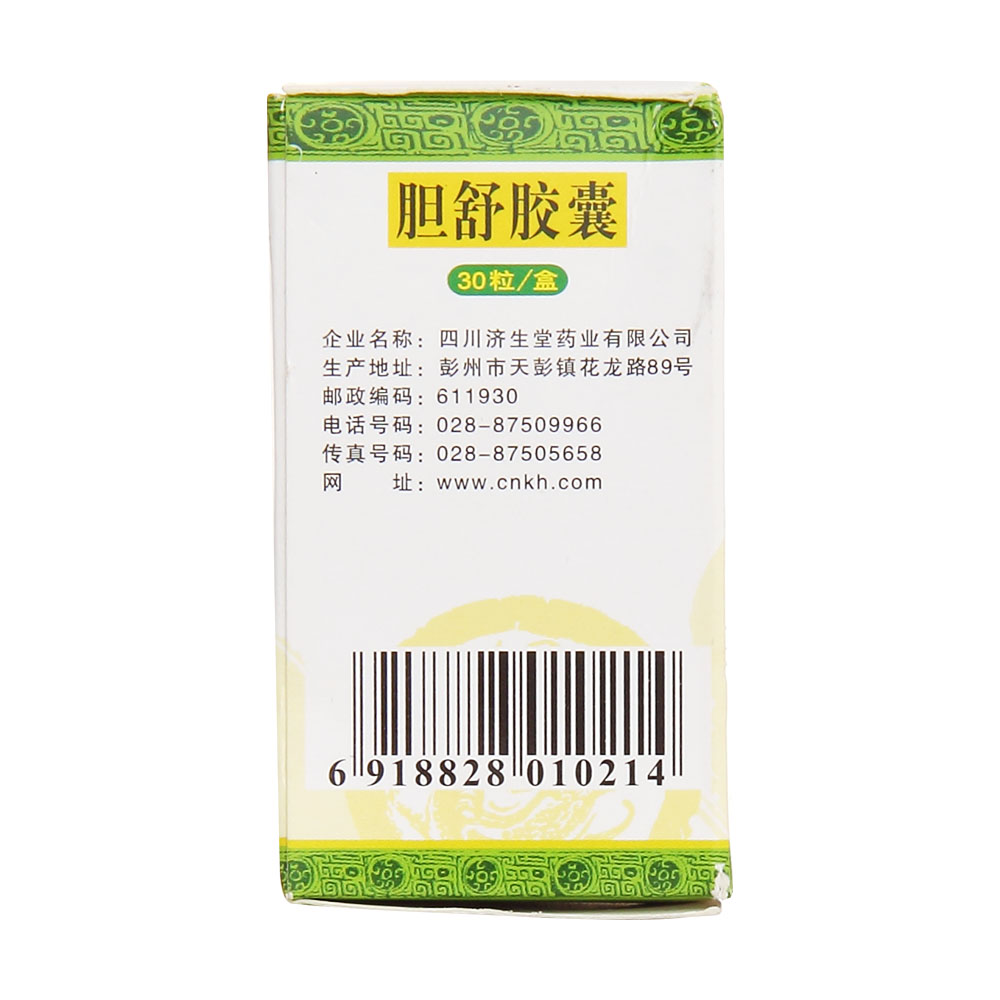 胆舒胶囊
30粒/盒
企业名称：四川济生堂药业有限公司
生产地址：彭州市天彭镇花龙路89号
邮政编码：611930
电话号码：028-87509966
传真号码：028-87505658
网　　址：www.cnkh.com
6 918828 010214